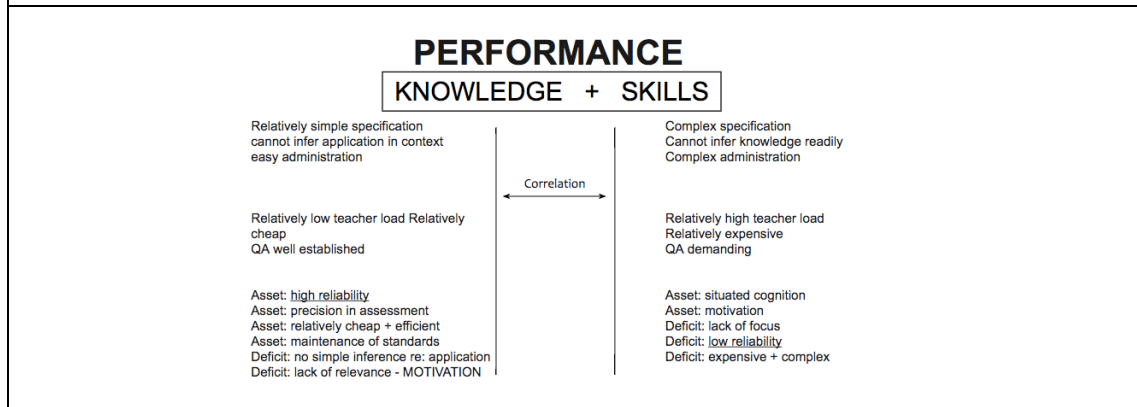 PERFORMANCE
KNOWLEDGE + SKILLS
Relatively simple specification
cannot infer application in context
easy administration
Complex specification
Cannot infer knowledge readily
Complex administration
Correlation
Relatively low teacher load Relatively
cheap
QA well established
Relatively high teacher load
Relatively expensive
QA demanding
Asset: high reliability
Asset: precision in assessment
Asset: relatively cheap + efficient
Asset: maintenance of standards
Deficit: no simple inference re: application
Deficit: lack of relevance - MOTIVATION
Asset: situated cognition
Asset: motivation
Deficit: lack of focus
Deficit: low reliability
Deficit: expensive + complex